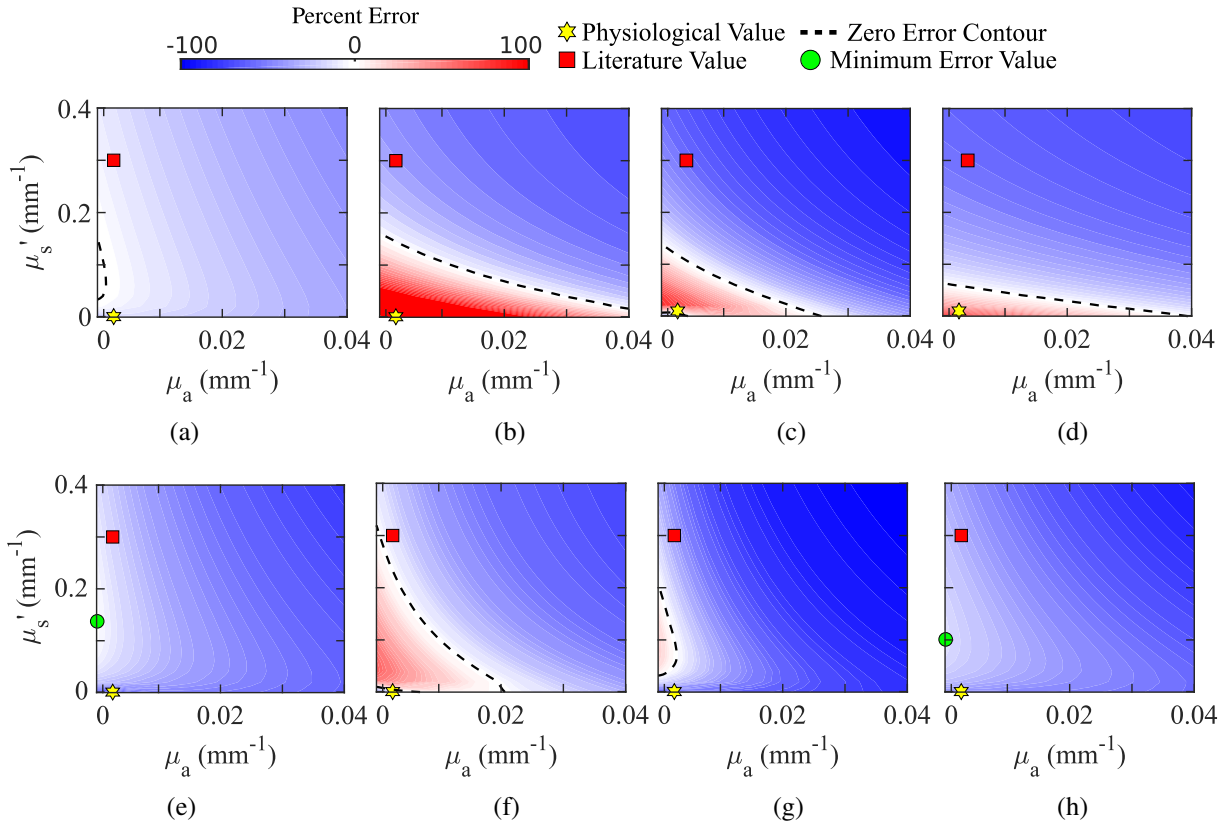 Percent Error
-100 0 100
Physiological Value
Zero Error Contour
Literature Value
Minimum Error Value
0.4
0.2
0
μs' (mm-1)
0 0.02 0.04
0 0.02 0.04
0 0.02 0.04
0 0.02 0.04
μa (mm-1)
μa (mm-1)
μa (mm-1)
μa (mm-1)
(a)
(b)
(c)
(d)
0.4
0.2
0
μs' (mm-1)
0 0.02 0.04
0 0.02 0.04
0 0.02 0.04
0 0.02 0.04
μa (mm-1)
μa (mm-1)
μa (mm-1)
μa (mm-1)
(e)
(f)
(g)
(h)